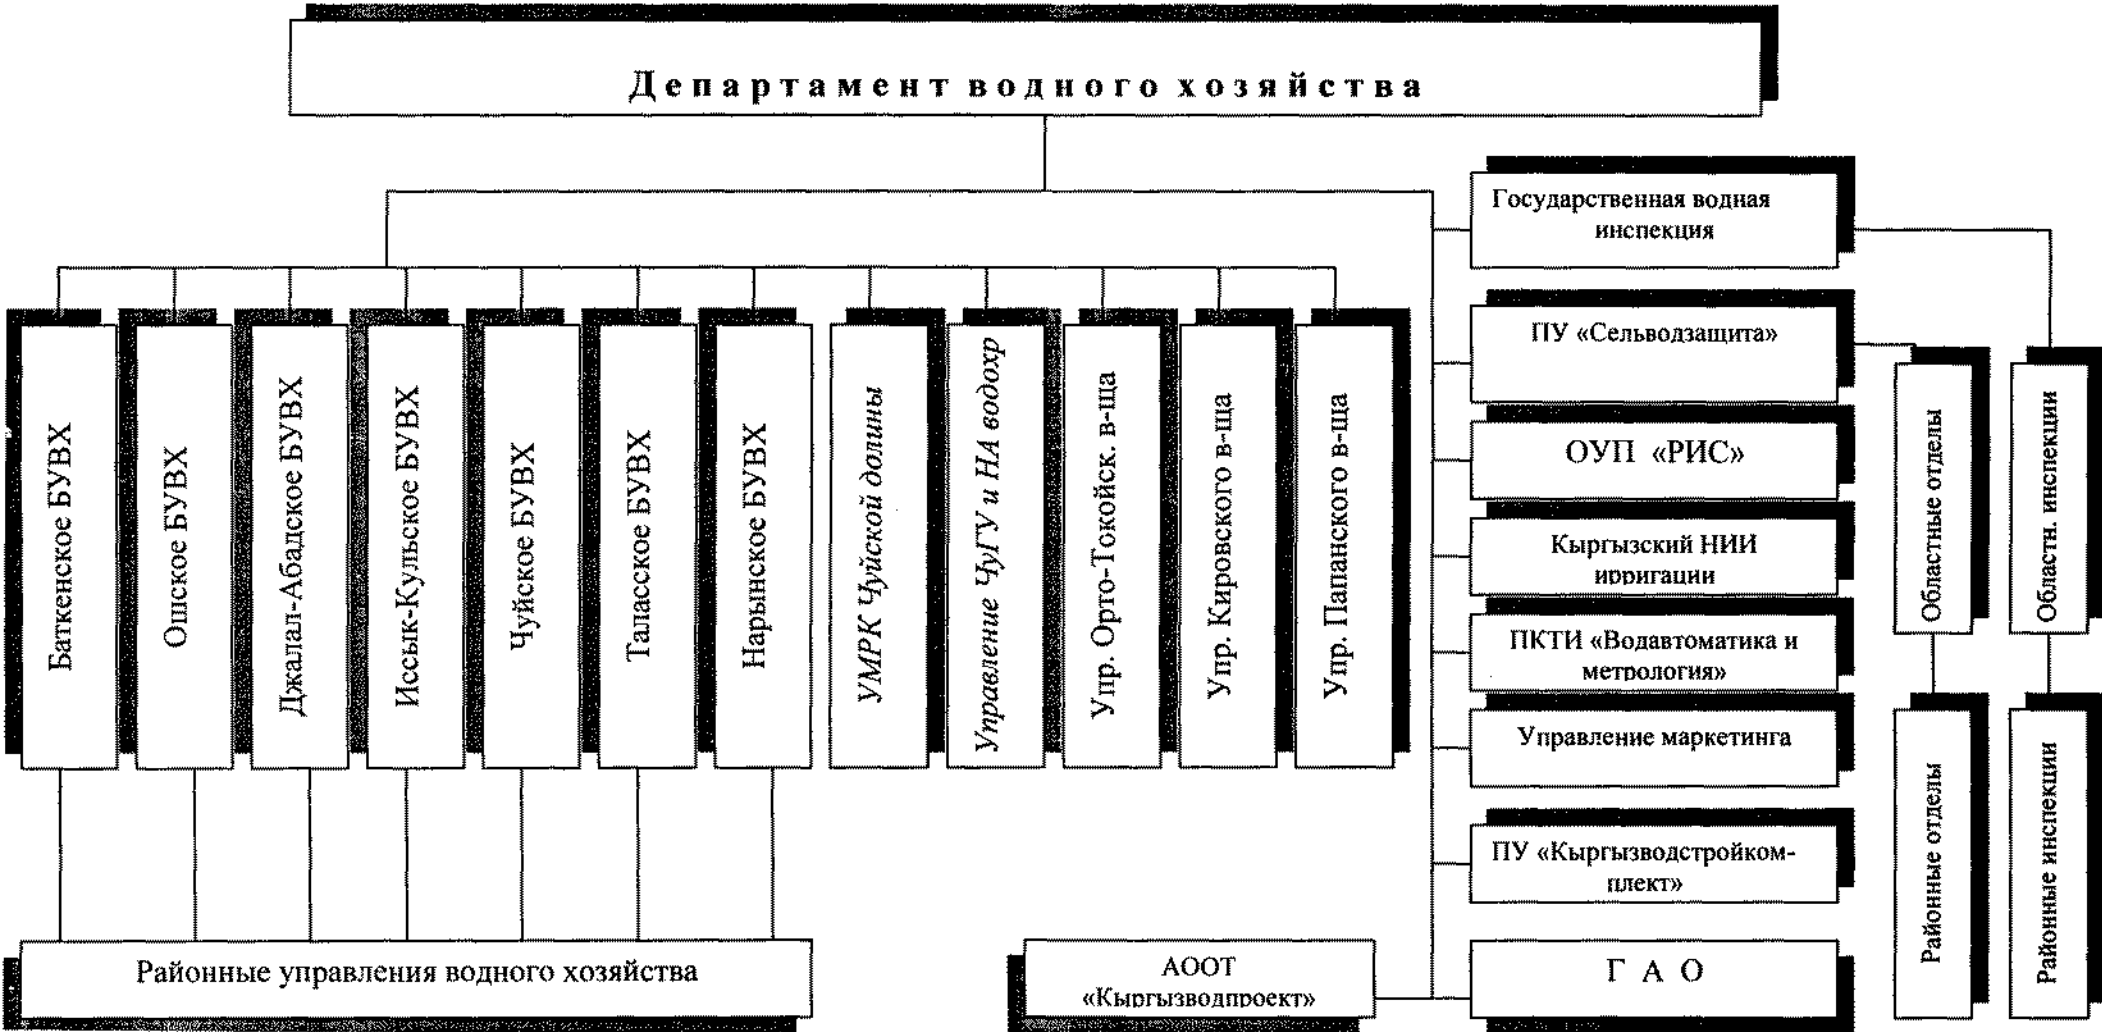 Департамент водного хозяйства
Государственная водная
инспекция
ПУ «Сельводзащита»
ОУП «РИС»
Кыргызский НИИ
ирригации
ПКТИ «Водавтоматика и
метрология»
Управление маркетинга
ПУ «Кыргызводстройком-
плект»
Г А О
АООТ
«Кыргызводпроект»
Баткенское БУВХ
Ошское БУВХ
Джалал-Абадское БУВХ
Иссык-Кульское БУВХ
Чуйское БУВХ
Таласское БУВХ
Нарынское БУВХ
УМРК Чуйской долины
Управление ЧуГУ и НА водохр
Упр. Орто-Токойск. в-ща
Упр. Кировского в-ща
Упр. Папанского в-ща
Областные отделы
Областн. инспекции
Районные отделы
Районные инспекции
Районные управления водного хозяйства